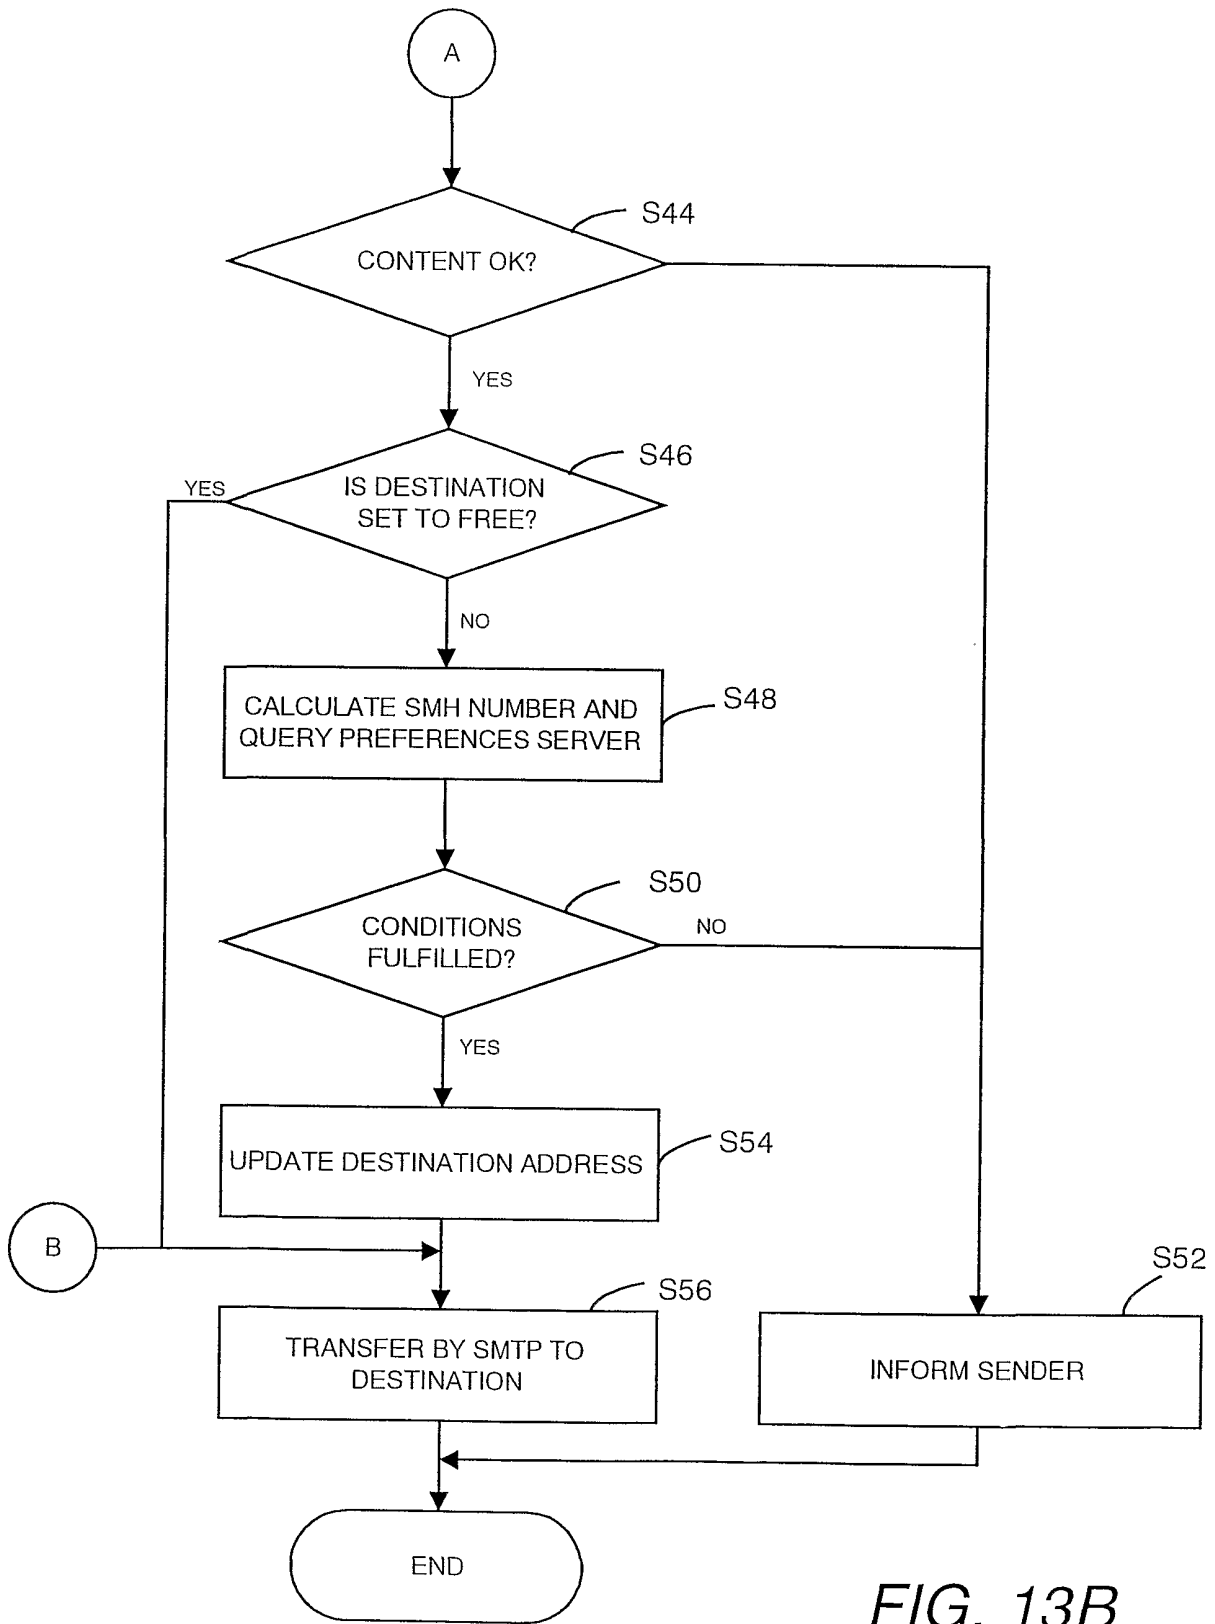 A
S44
CONTENT OK?
YES
S46
YES
IS DESTINATION
SET TO FREE?
NO
S48
CALCULATE SMH NUMBER AND
QUERY PREFERENCES SERVER
S50
CONDITIONS
FULFILLED?
NO
YES
S54
UPDATE DESTINATION ADDRESS
B
S56
S52
TRANSFER BY SMTP TO
DESTINATION
INFORM SENDER
END
FIG. 13B